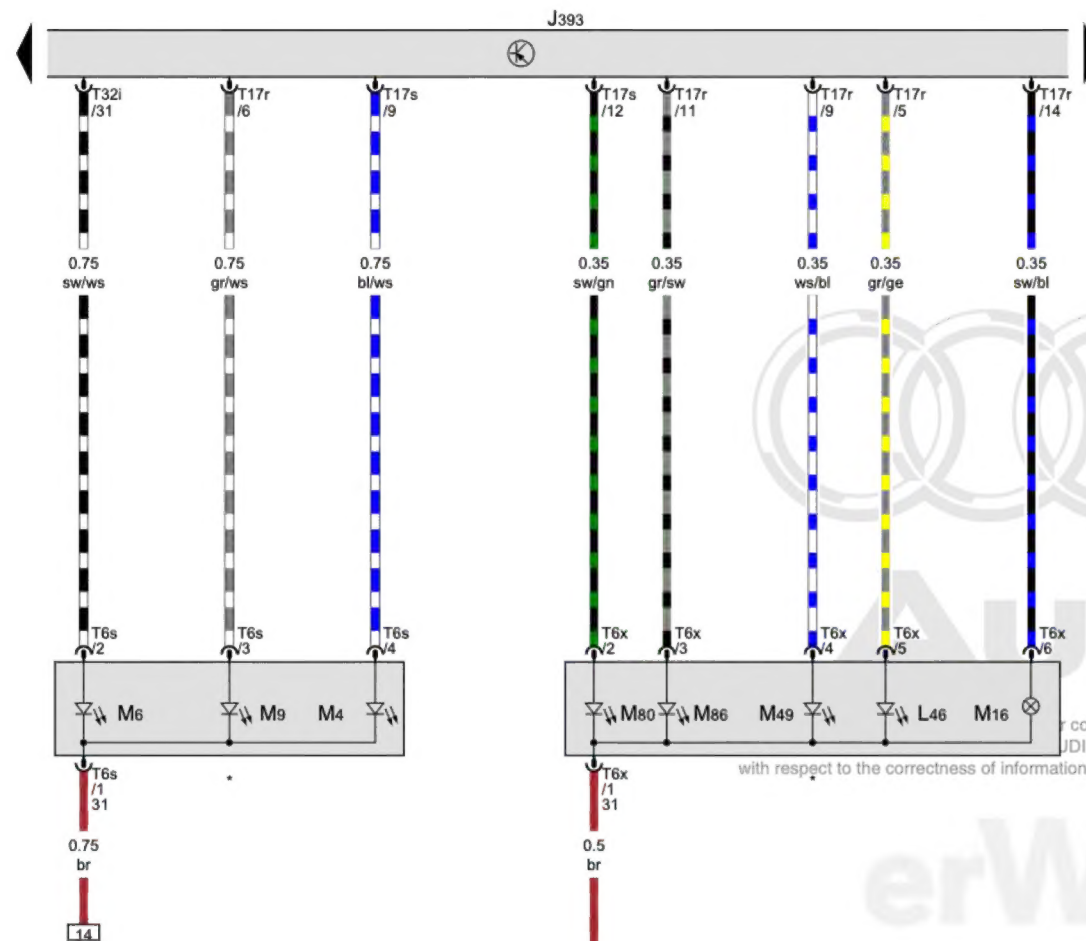 J393
T32i T17r T17s T17s T17r T17r T17r T17r
/31 /6 /9 /12 /11 /9 /5 /14
0.75 0.75 0.75 0.35 0.35 0.35 0.35 0.35
sw/ws gr/ws bl/ws sw/gn gr/sw ws/bl gr/ge sw/bl
T6s T6s T6s T6x T6x T6x T6x T6x
/2 /3 /4 /2 /3 /4 /5 /6
M6 M9 M4 M80 M86 M49 L46 M16
T6s * T6x *
/1 /1
31 31
with respect to the correctness of information
0.75 0.5
br br
14